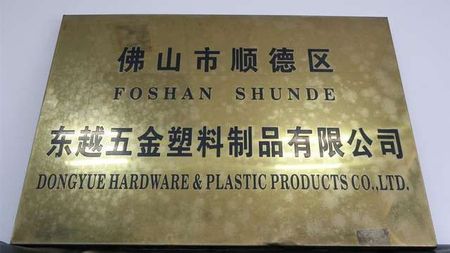 佛山市顺德区
FOSHAN SHUNDE
东越五金塑料制品有限公司
DONGYUE HARDWARE & PLASTIC PRODUCTS CO.,LTD.